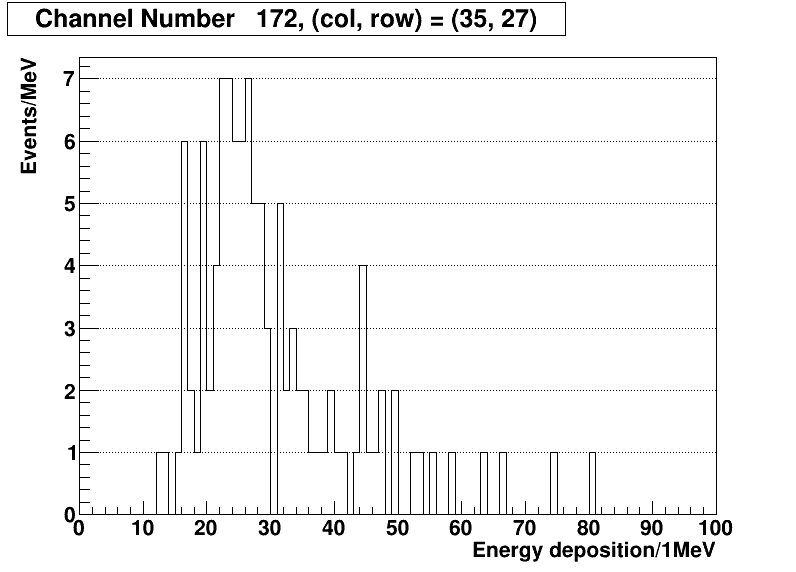 Channel Number 172, (col, row) = (35, 27)
Events/MeV
7
6
5
4
3
2
1
0
0 10 20 30 40 50 60 70 80 90 100
Energy deposition/1MeV